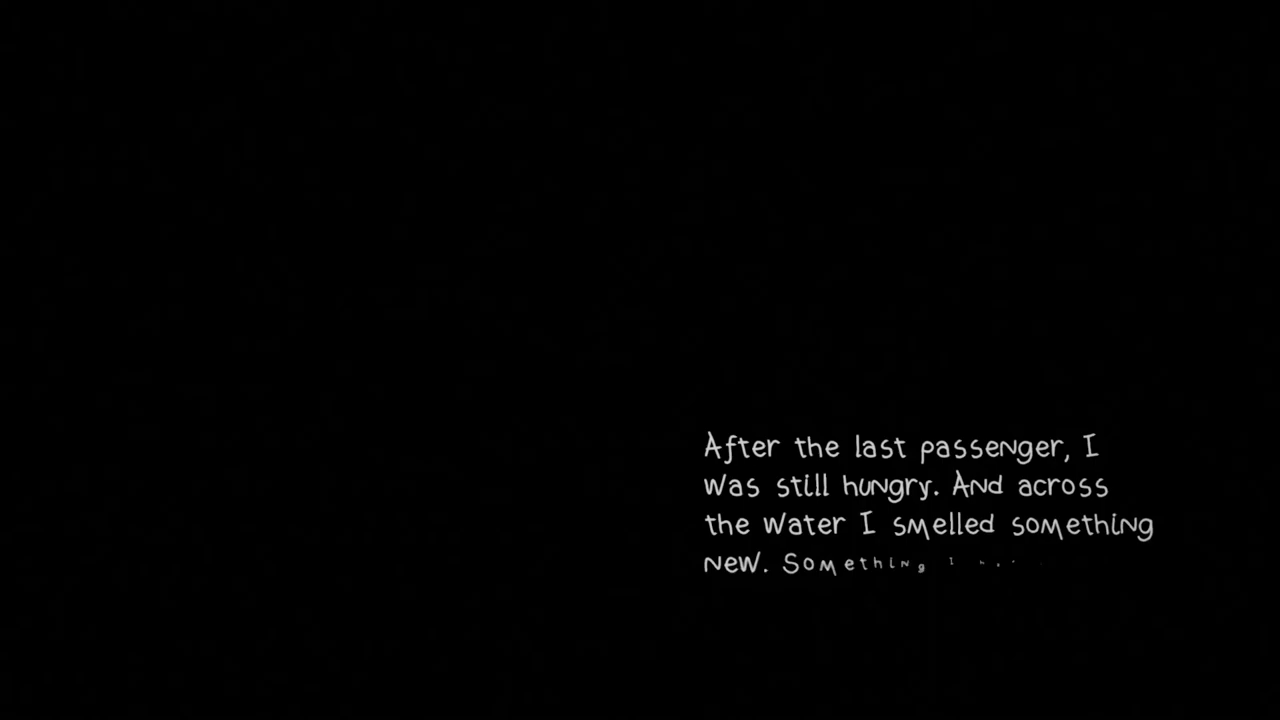 After the last passenger, I
was still hungry. And across
the water I smelled something
new. Something I